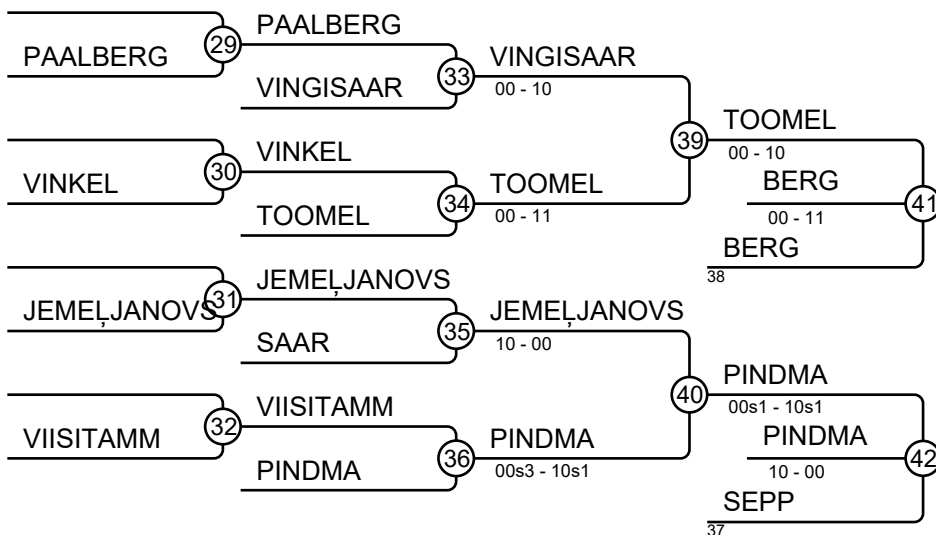 PAALBERG
29
PAALBERG
VINGISAAR
33
VINGISAAR
00 - 10
VINKEL
30
VINKEL
TOOMEL
34
TOOMEL
00 - 11
39
TOOMEL
00 - 10
BERG
00 - 11
41
BERG
38
JEMEĻJANOVS
31
JEMEĻJANOVS
SAAR
35
JEMEĻJANOVS
10 - 00
VIISITAMM
32
VIISITAMM
PINDMA
36
PINDMA
00s3 - 10s1
40
PINDMA
00s1 - 10s1
PINDMA
10 - 00
42
SEPP
37